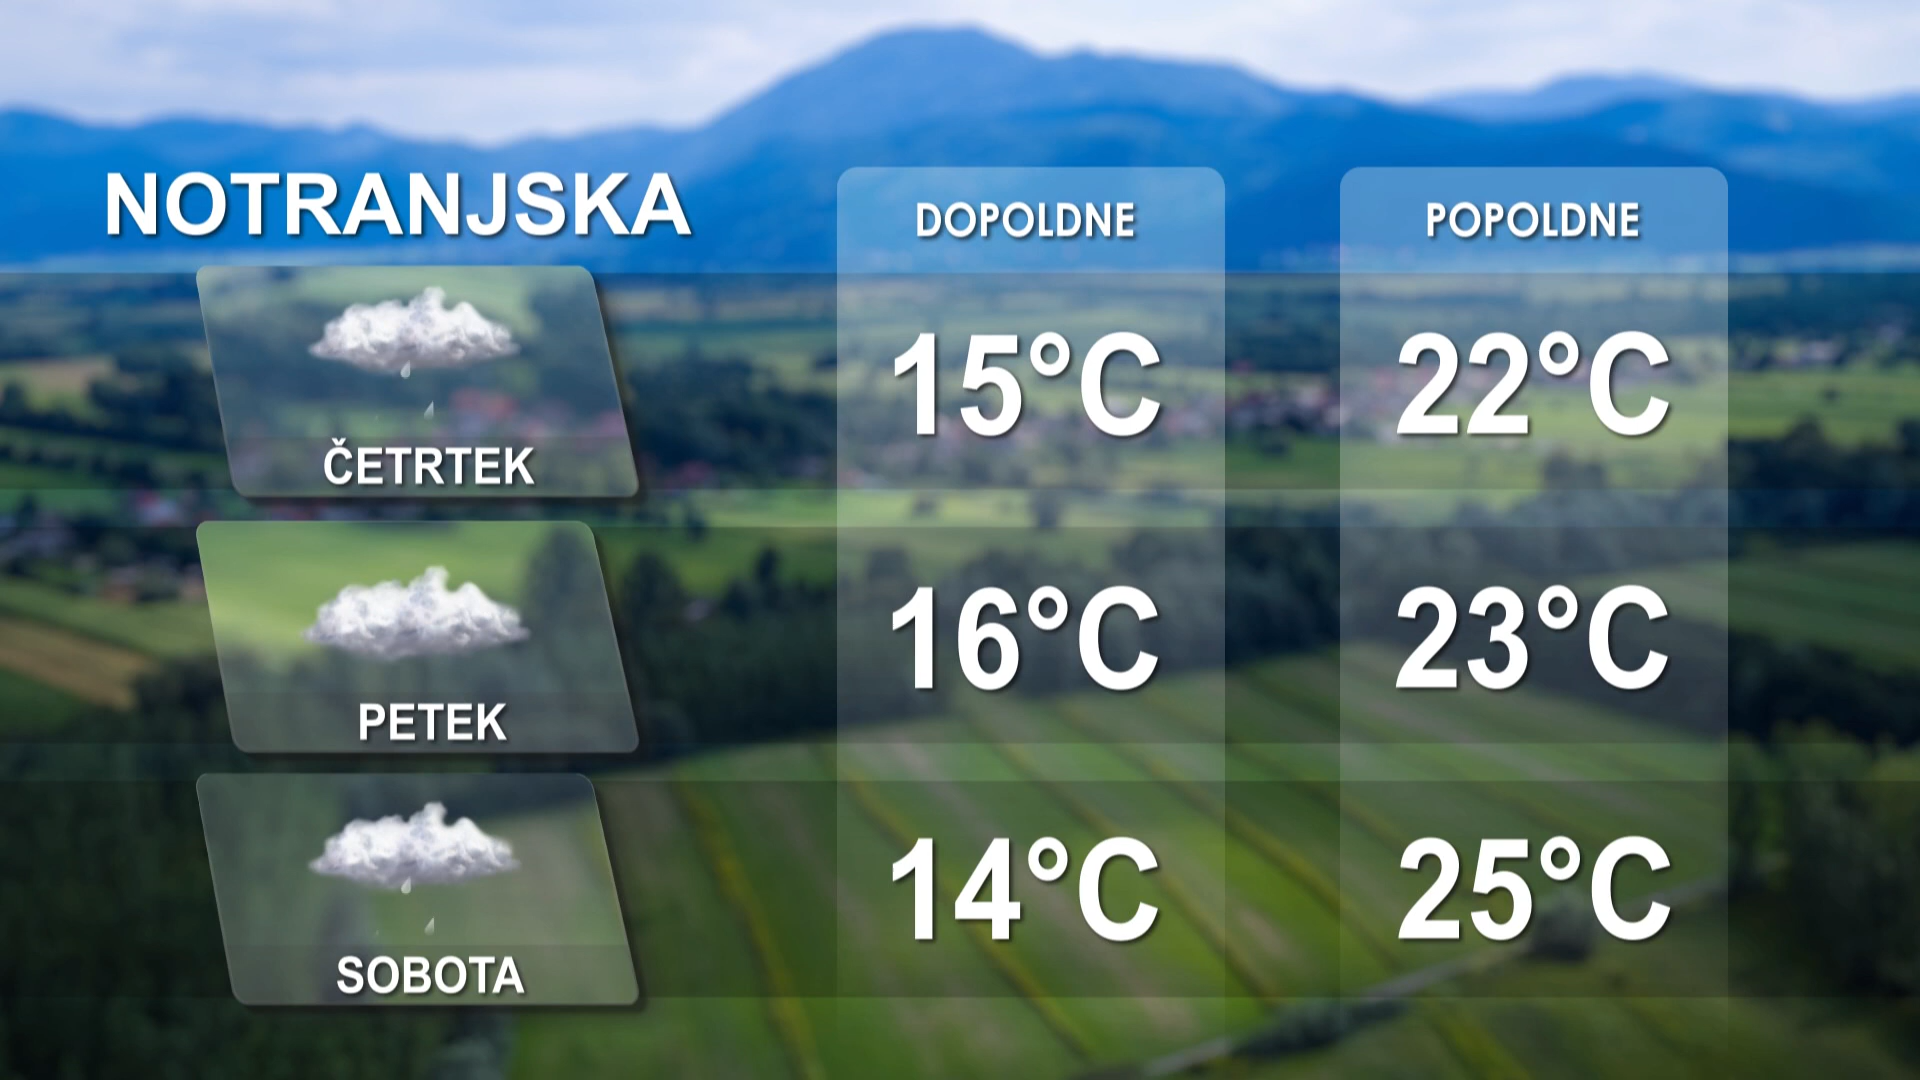 NOTRANJSKA
DOPOLDNE
POPOLDNE
ČETRTEK
15°C
22°C
PETEK
16°C
23°C
SOBOTA
14°C
25°C